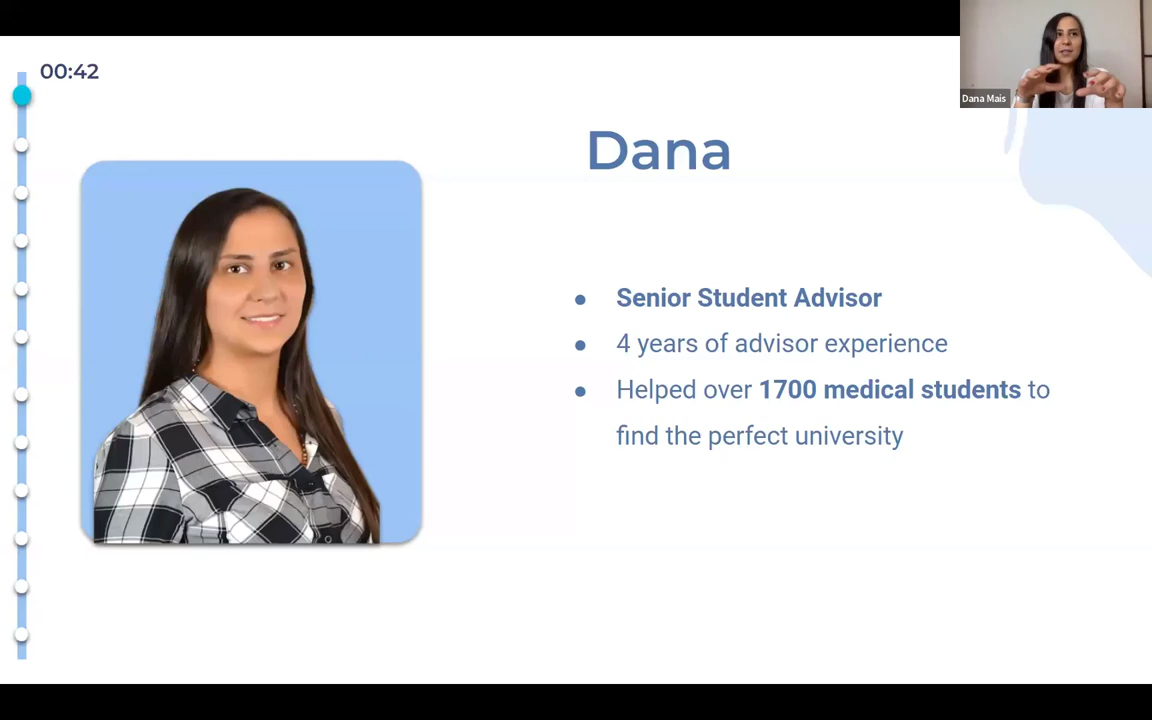 00:42
Dana Mais
Dana
● Senior Student Advisor
● 4 years of advisor experience
● Helped over 1700 medical students to
find the perfect university